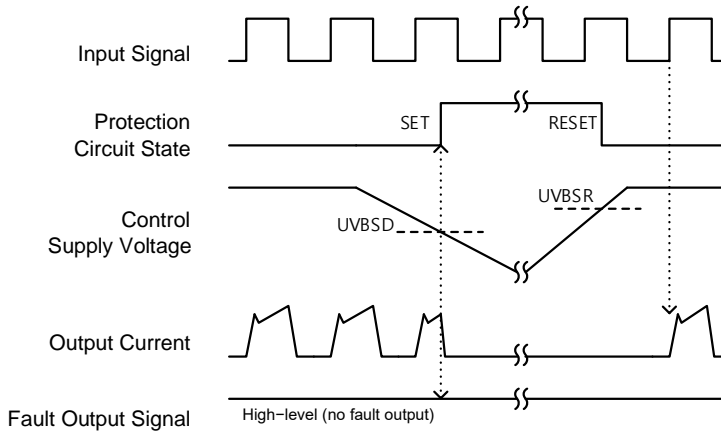 Input Signal
Protection
Circuit State
SET
RESET
Control
Supply Voltage
UVBSD
UVBSR
Output Current
Fault Output Signal
High−level (no fault output)